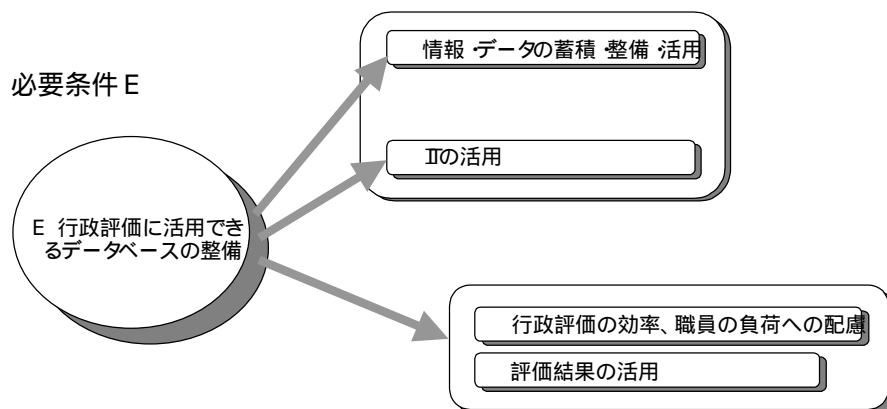 必要条件E
情報・データの蓄積・整備・活用
ITの活用
E 行政評価に活用でき
るデータベースの整備
行政評価の効率、職員の負荷への配慮
評価結果の活用